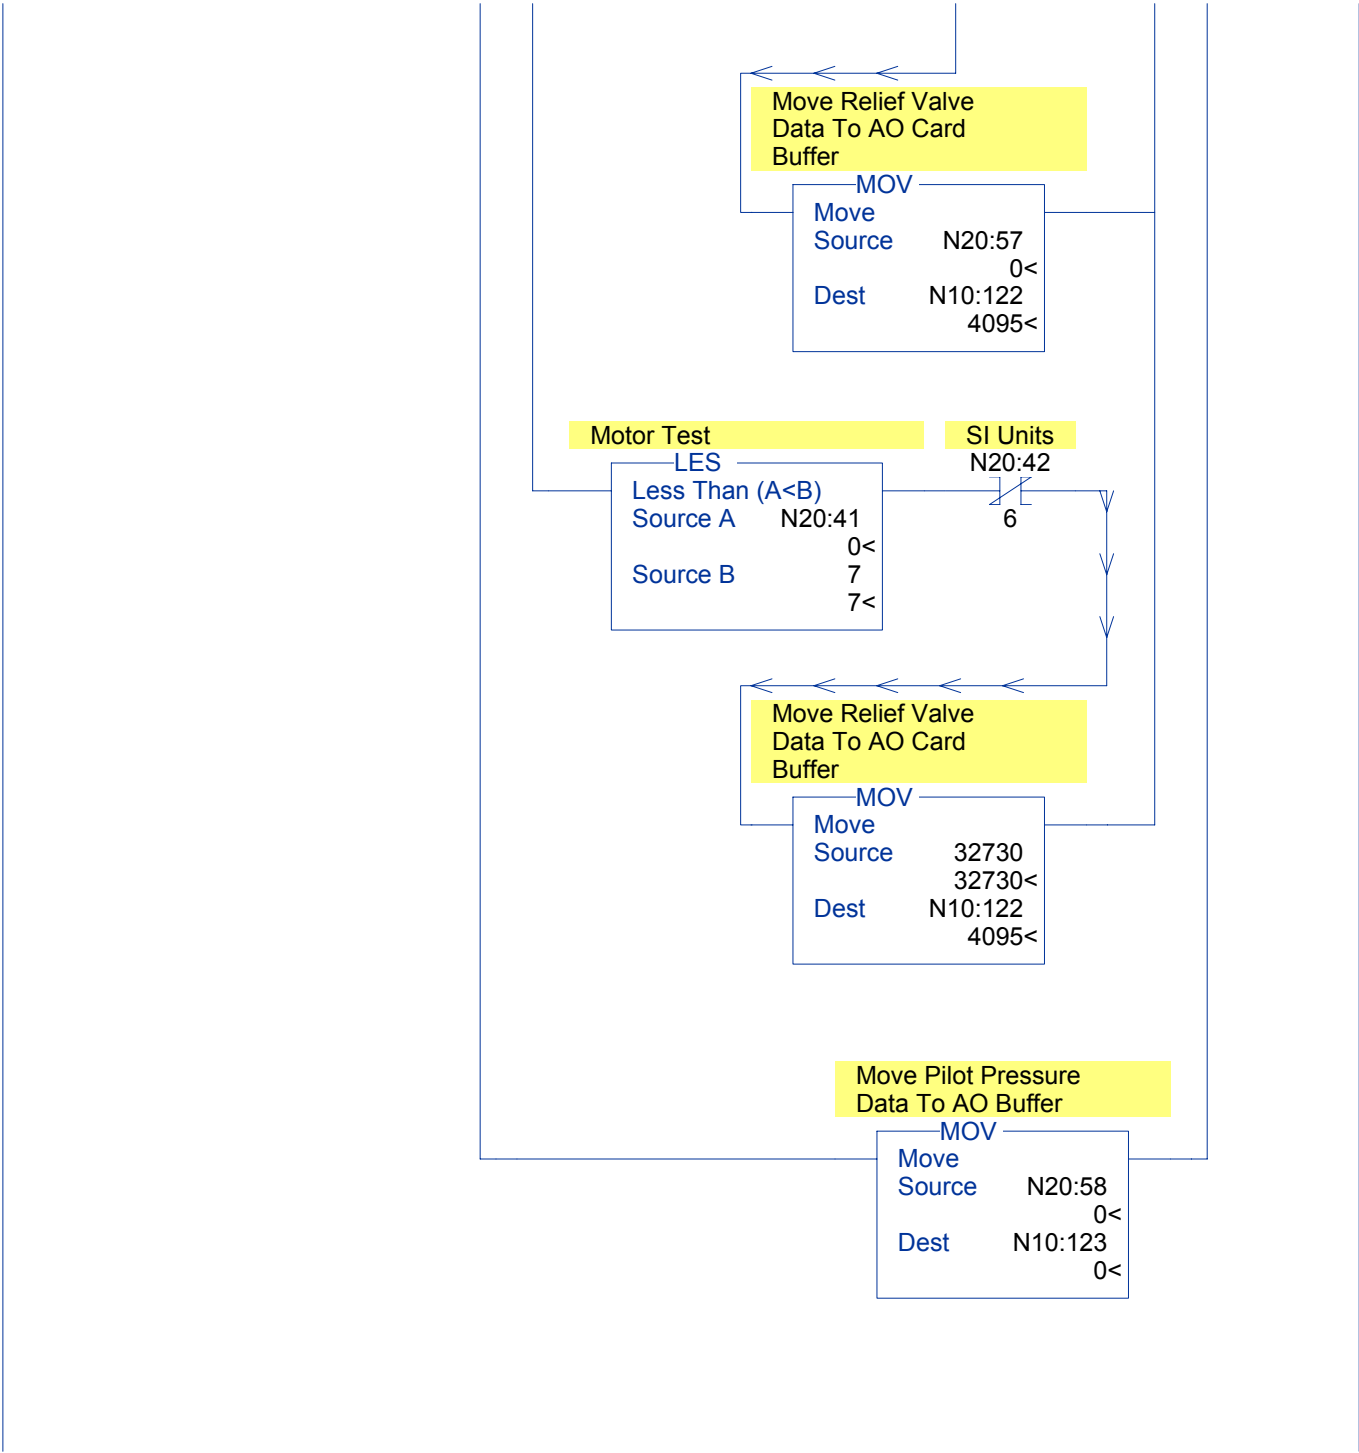 Move Relief Valve
Data To AO Card
Buffer
MOV
Move
Source N20:57
0<
Dest N10:122
4095<
Motor Test SI Units
LES N20:42
Less Than (A<B)
Source A N20:41 6
0<
Source B 7
7<
Move Relief Valve
Data To AO Card
Buffer
MOV
Move
Source 32730
32730<
Dest N10:122
4095<
Move Pilot Pressure
Data To AO Buffer
MOV
Move
Source N20:58
0<
Dest N10:123
0<